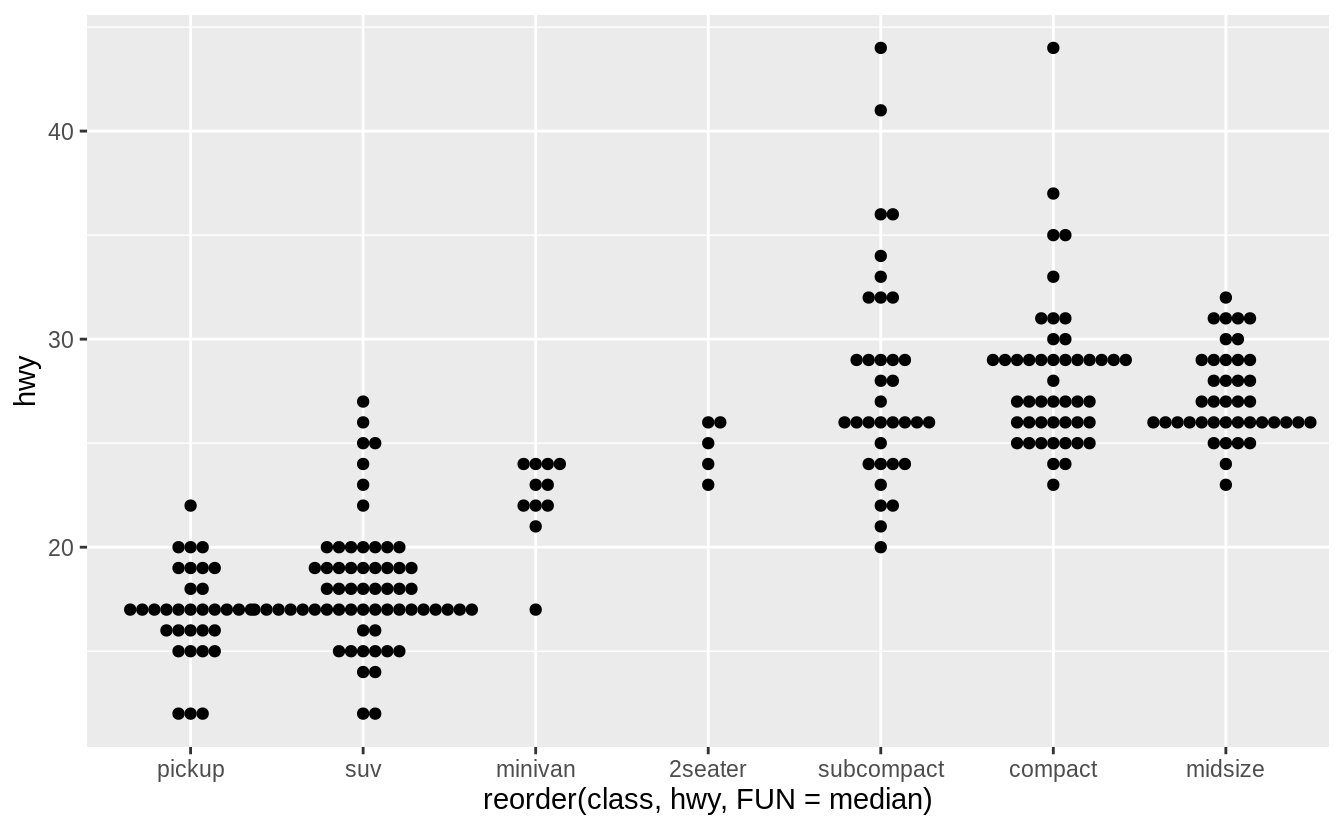 hwy
40
30
20
pickup suv minivan 2seater subcompact compact midsize
reorder(class, hwy, FUN = median)